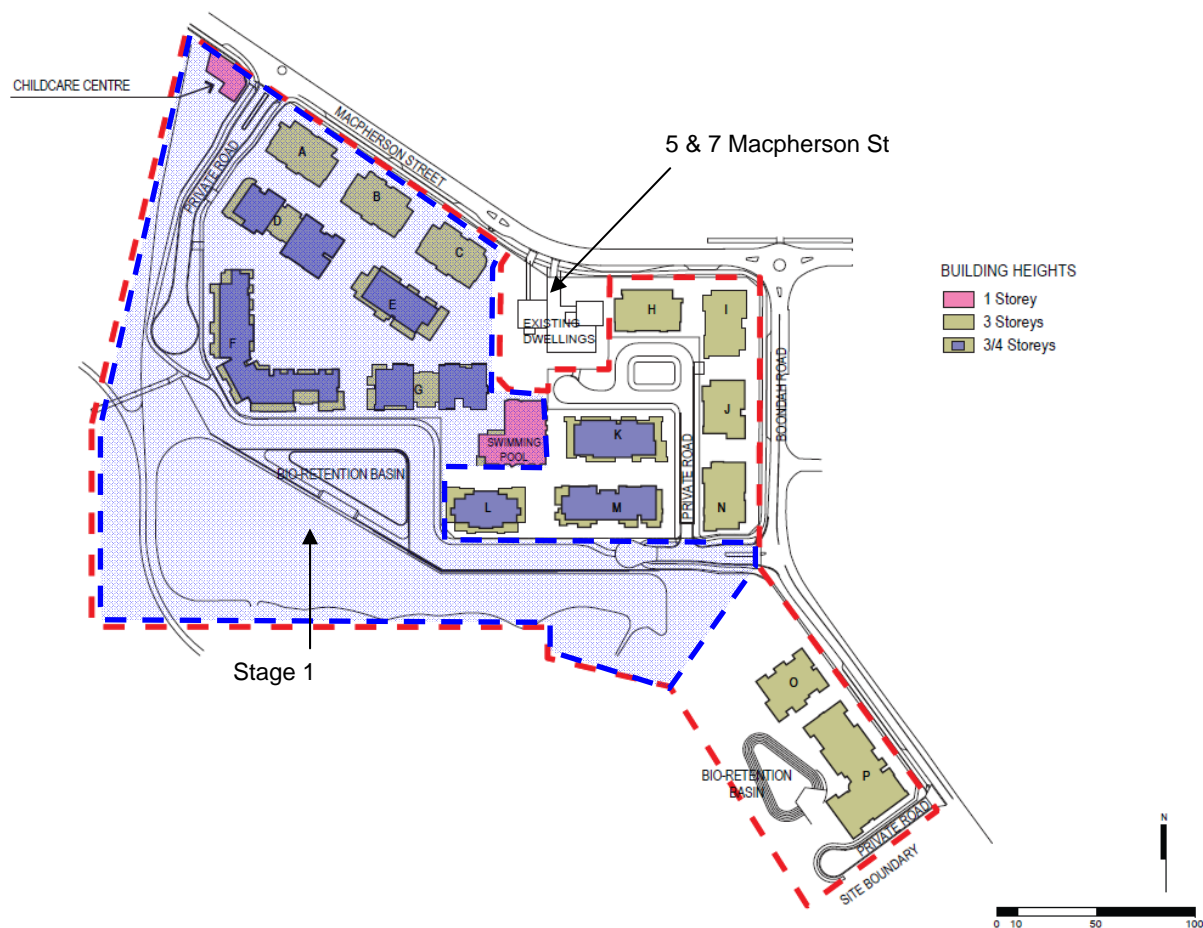 CHILDCARE CENTRE
MACPHERSON STREET
5 & 7 Macpherson St
PRIVATE ROAD
A
B
C
D
E
F
G
EXISTING
DWELLINGS
H
I
J
BOONDAH ROAD
BUILDING HEIGHTS
1 Storey
3 Storeys
3/4 Storeys
SWIMMING
POOL
K
PRIVATE ROAD
L
M
N
BIO-RETENTION BASIN
Stage 1
O
P
BIO-RETENTION
BASIN
PRIVATE ROAD
SITE BOUNDARY
N
0 10 50 100